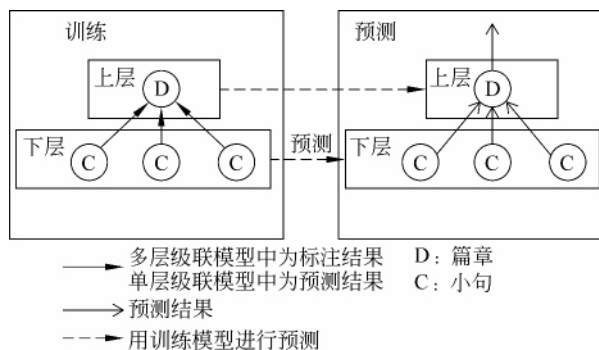 训练
上层
D
下层
C C C
预测
预测
上层
D
下层
C C C
多层级联模型中为标注结果 D：篇章
单层级联模型中为预测结果 C：小句
预测结果
用训练模型进行预测